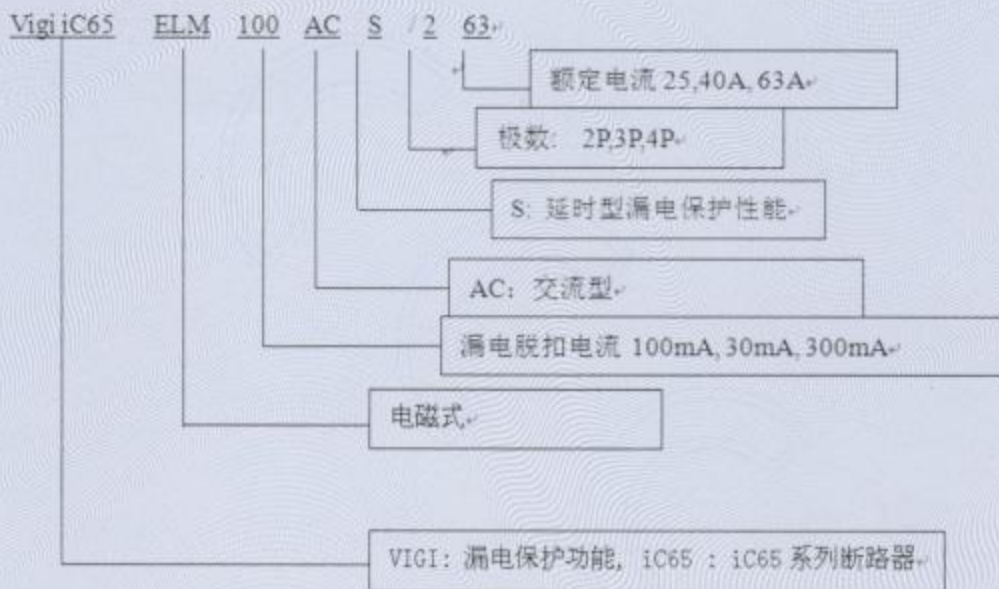 Vigi iC65 ELM 100 AC S / 2 63
额定电流 25,40A, 63A
极数: 2P,3P,4P
S: 延时型漏电保护性能
AC: 交流型
漏电脱扣电流 100mA, 30mA, 300mA
电磁式
VIGI: 漏电保护功能, iC65 : iC65 系列断路器